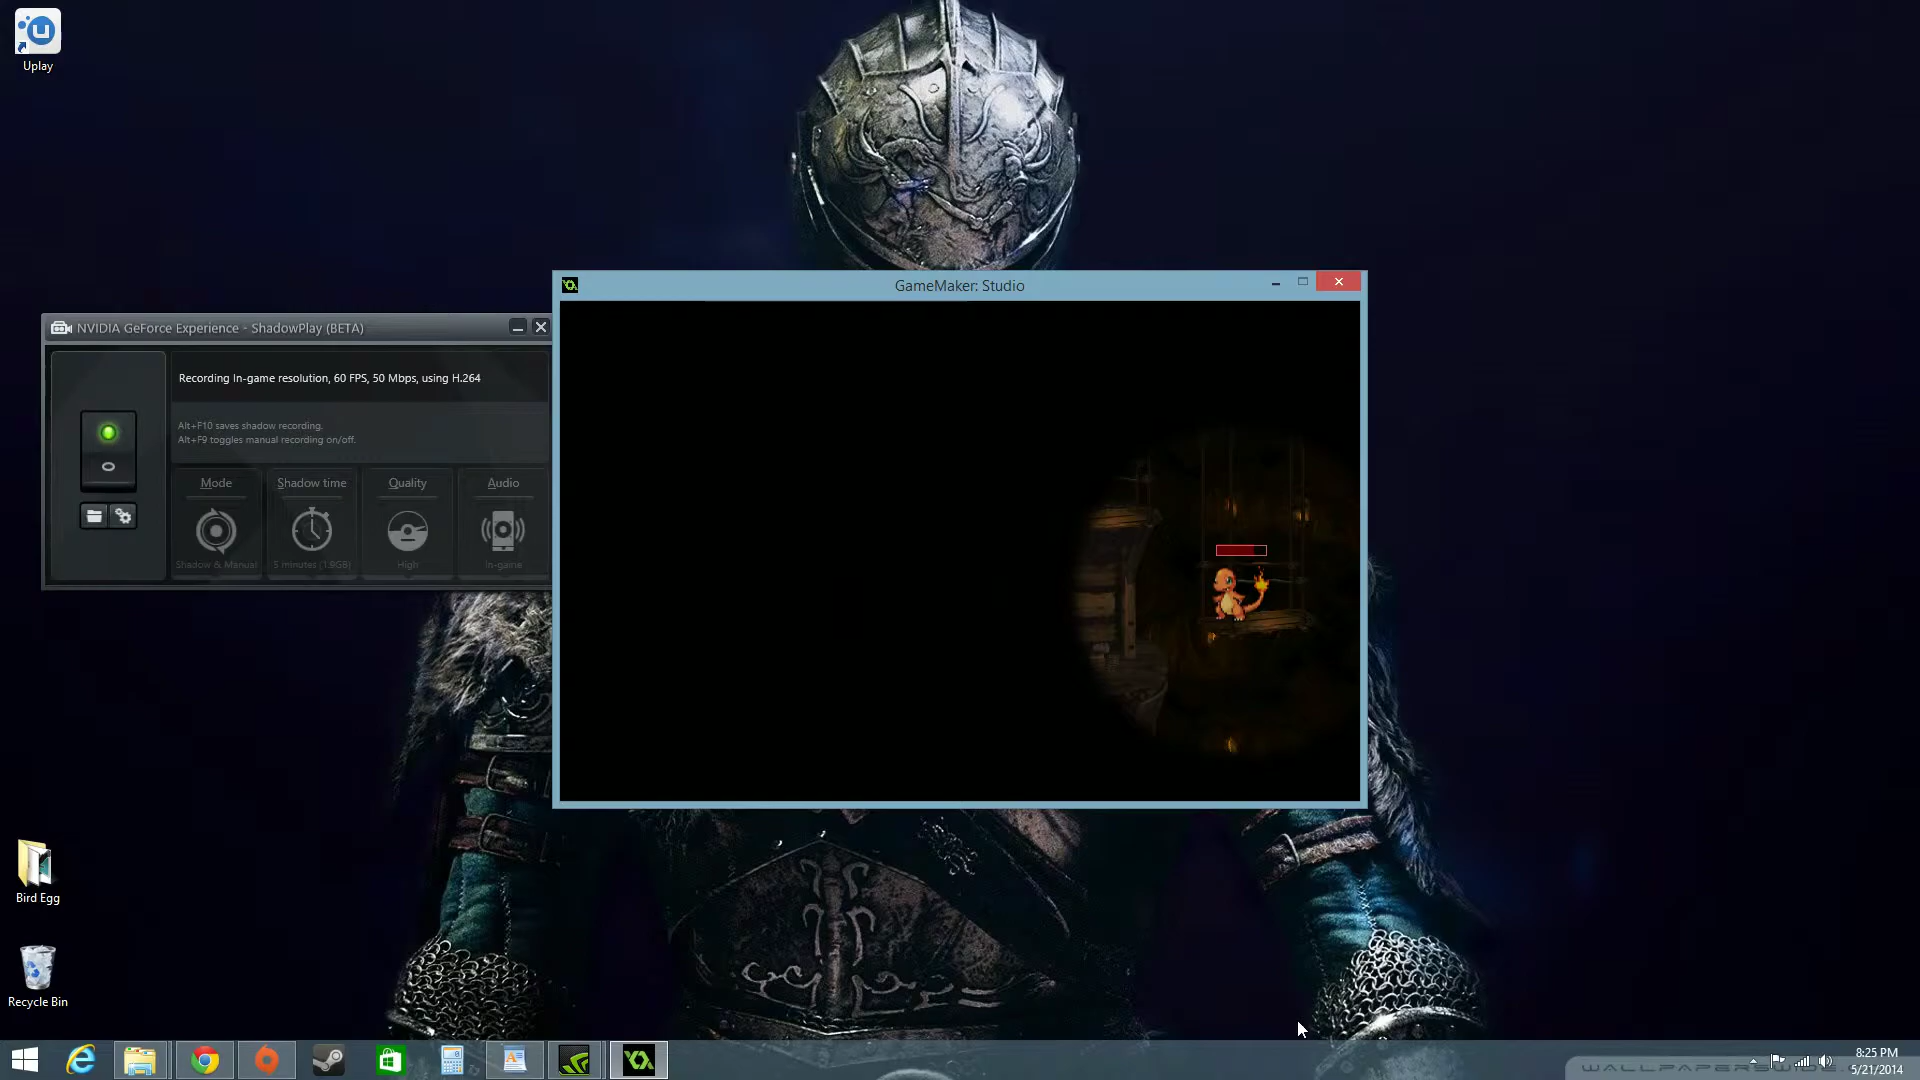 Uplay
GameMaker: Studio
NVIDIA GeForce Experience - ShadowPlay (BETA)
Recording In-game resolution, 60 FPS, 50 Mbps, using H.264
Alt+F10 saves shadow recording.
Alt+F9 toggles manual recording on/off.
Mode Shadow time Quality Audio
Shadow & Manual 5 minutes (1.9GB) High In-game
Bird Egg
Recycle Bin
8:25 PM
5/21/2014